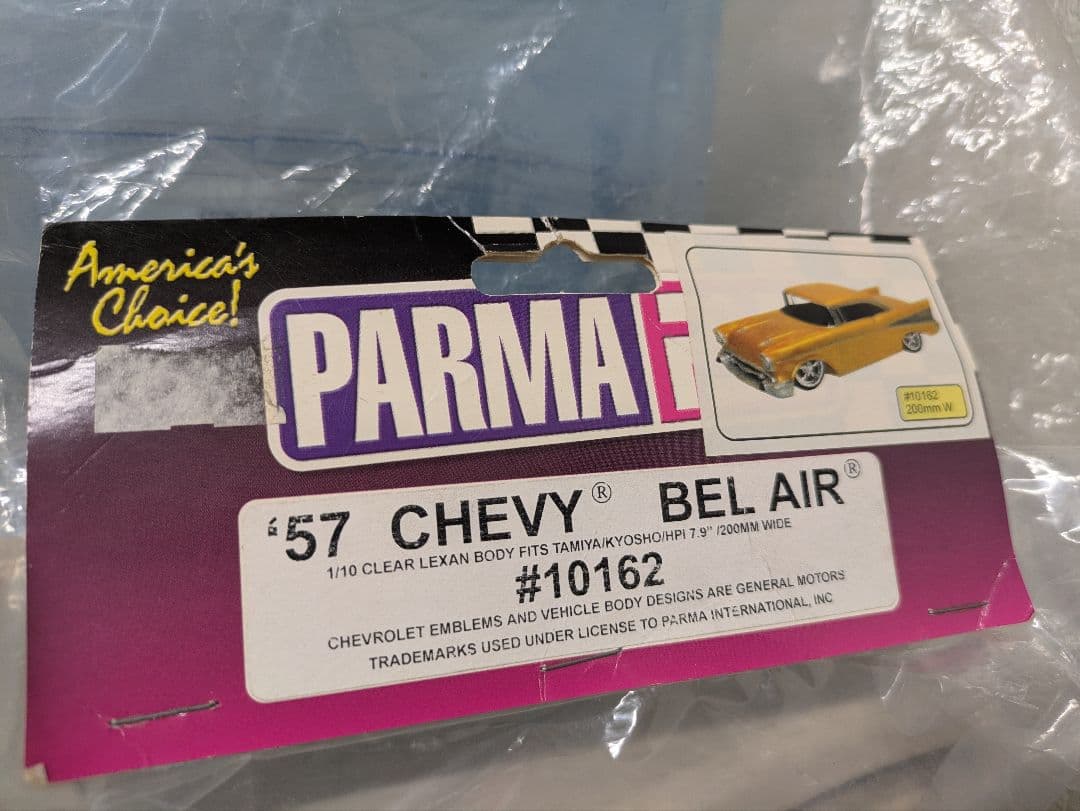 America's
Choice!
PARMA
#10162
200mm W
'57 CHEVY® BEL AIR®
1/10 CLEAR LEXAN BODY FITS TAMIYA/KYOSHO/HPI 7.9" /200MM WIDE
#10162
CHEVROLET EMBLEMS AND VEHICLE BODY DESIGNS ARE GENERAL MOTORS
TRADEMARKS USED UNDER LICENSE TO PARMA INTERNATIONAL, INC